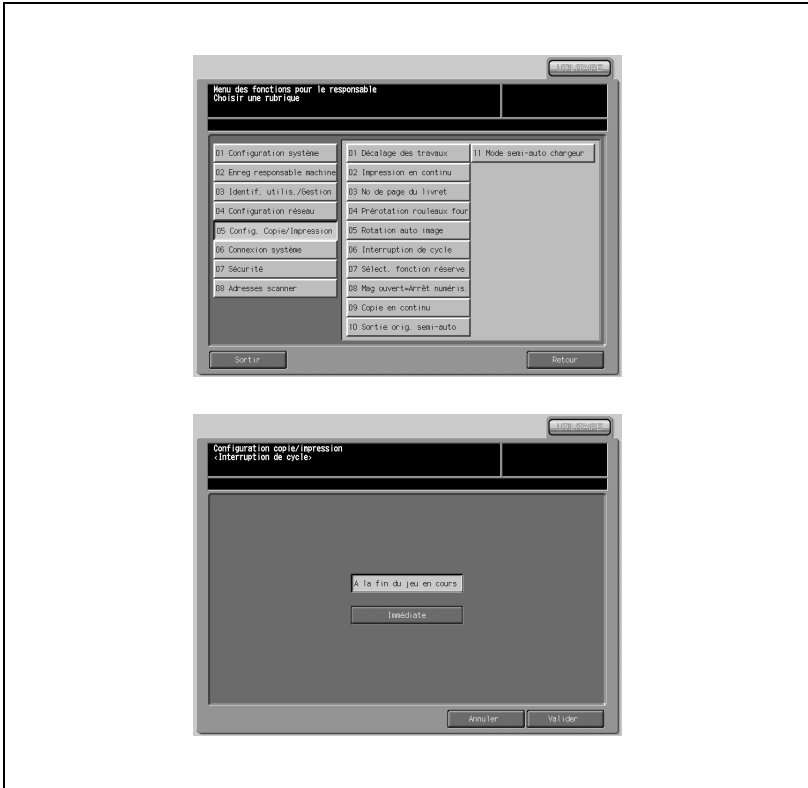 UTILITAIRE
Menu des fonctions pour le responsable
Choisir une rubrique
01 Configuration système
02 Enreg responsable machine
03 Identif. utilis./Gestion
04 Configuration réseau
05 Config. Copie/Impression
06 Connexion système
07 Sécurité
08 Adresses scanner
01 Décalage des travaux
02 Impression en continu
03 No de page du livret
04 Prérotation rouleaux four
05 Rotation auto image
06 Interruption de cycle
07 Sélect. fonction réserve
08 Mag ouvert=Arrêt numéris.
09 Copie en continu
10 Sortie orig. semi-auto
11 Mode semi-auto chargeur
Sortir
Retour
UTILITAIRE
Configuration copie/impression
<Interruption de cycle>
A la fin du jeu en cours
Immédiate
Annuler
Valider